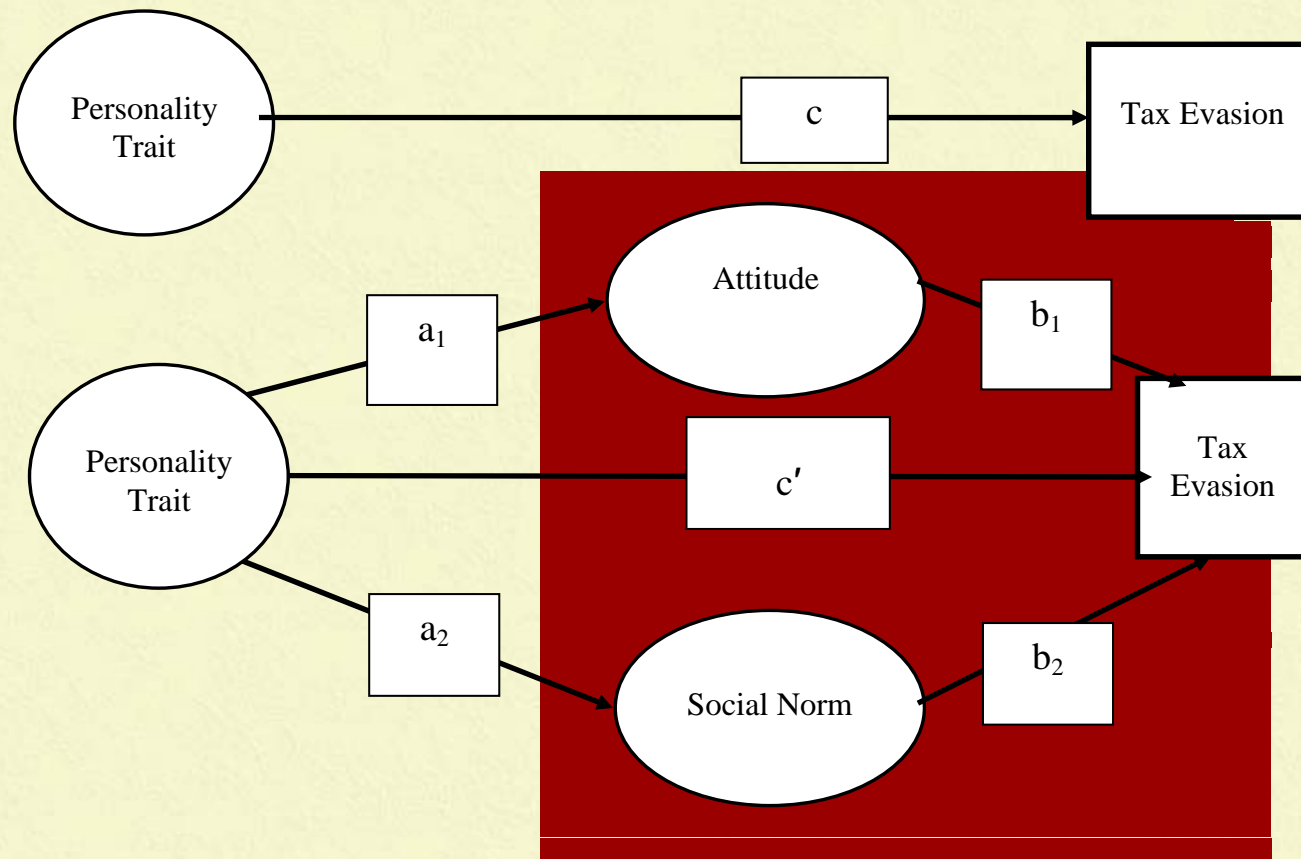 Personality
Trait
c
Tax Evasion
Attitude
a₁
b₁
Personality
Trait
c′
Tax
Evasion
a₂
Social Norm
b₂